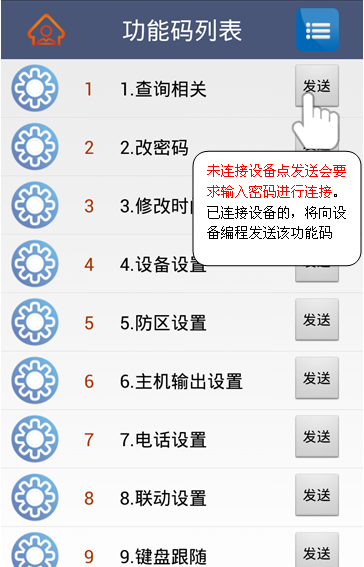 功能码列表
1 1.查询相关 发送
2 2.改密码
未连接设备点发送会要
求输入密码进行连接。
已连接设备的，将向设
备编程发送该功能码
3 3.修改时
4 4.设备设置
5 5.防区设置 发送
6 6.主机输出设置 发送
7 7.电话设置 发送
8 8.联动设置 发送
9 9.键盘跟随